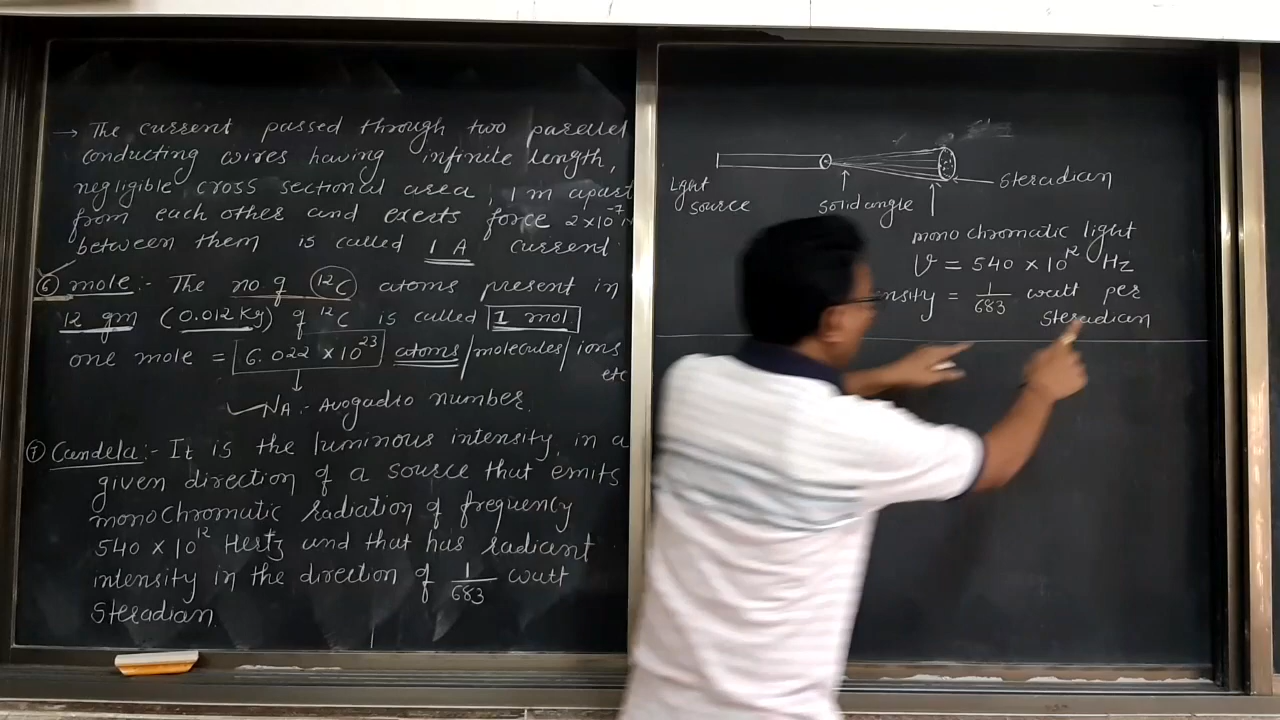 → The current passed through two parellel
conducting wires having infinite length,
negligible cross sectional area, 1 m apart
from each other and exerts force 2 × 10⁻⁷ N
between them is called 1 A current.
⑥ mole:- The no of ¹²C atoms present in
12 gm (0.012 Kg) of ¹²C is called 1 mol.
one mole = 6.022 × 10²³ atoms/molecules/ions
etc
↓
NA - Avogadro number.
⑦ Candela:- It is the luminous intensity, in a
given direction of a source that emits
monochromatic radiation of frequency
540 × 10¹² Hertz and that has radiant
intensity in the direction of 1/683 watt
Steradian.
Light
source
solid angle
Steradian
mono chromatic light
ν = 540 × 10¹² Hz
nsity = 1/683 watt per
Steradian